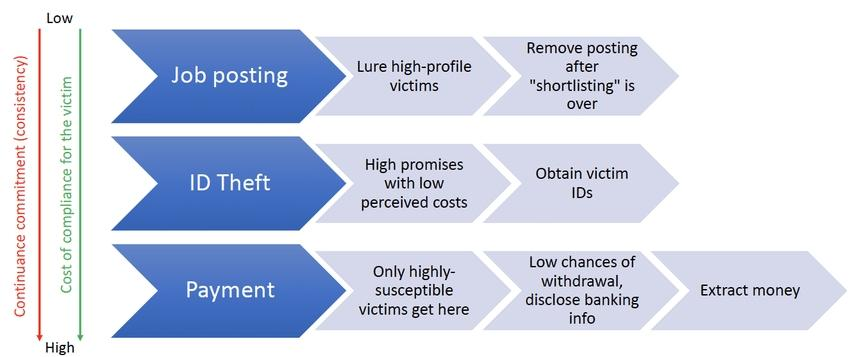 Low
Continuance commitment (consistency)
Cost of compliance for the victim
Job posting
Lure high-profile
victims
Remove posting
after
"shortlisting" is
over
ID Theft
High promises
with low
perceived costs
Obtain victim
IDs
Payment
Only highly-
susceptible
victims get here
Low chances of
withdrawal,
disclose banking
info
Extract money
High